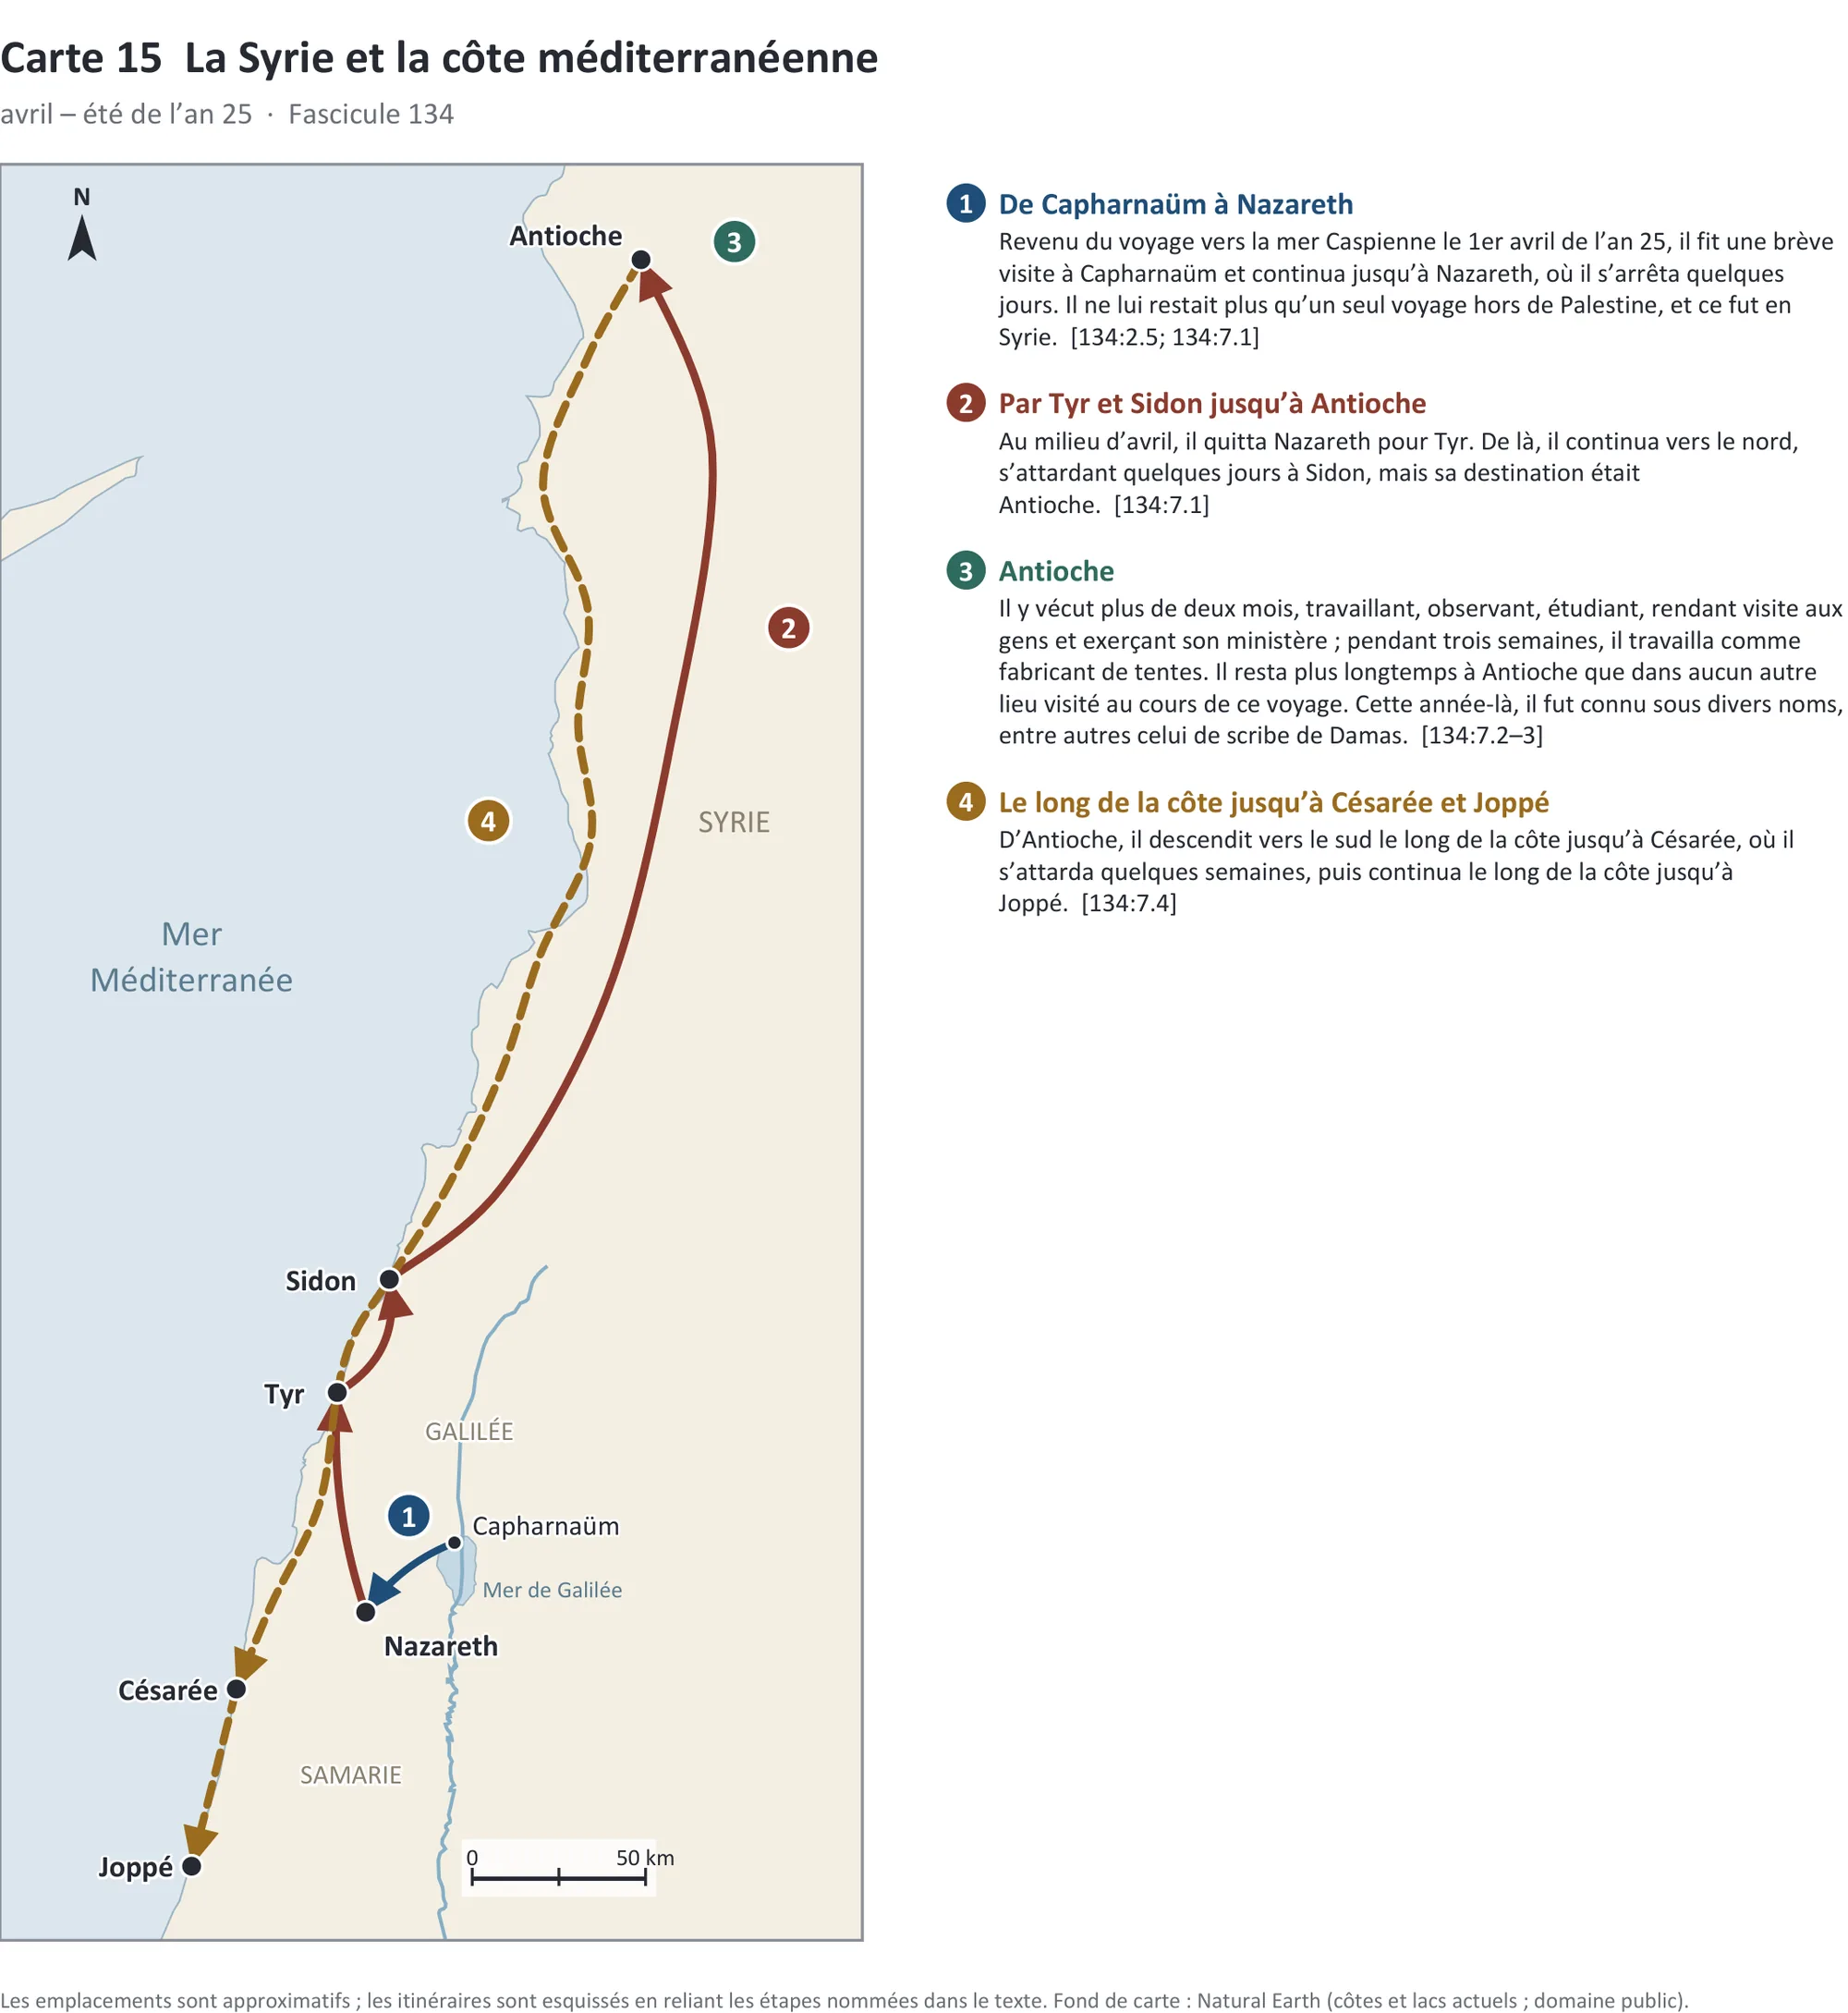 Carte 15  La Syrie et la côte méditerranéenne
avril – été de l’an 25  ·  Fascicule 134
N
Antioche
3
2
4
SYRIE
Mer
Méditerranée
Sidon
Tyr
GALILÉE
1
Capharnaüm
Mer de Galilée
Nazareth
Césarée
SAMARIE
Joppé
0
50 km
1 De Capharnaüm à Nazareth
Revenu du voyage vers la mer Caspienne le 1er avril de l’an 25, il fit une brève
visite à Capharnaüm et continua jusqu’à Nazareth, où il s’arrêta quelques
jours. Il ne lui restait plus qu’un seul voyage hors de Palestine, et ce fut en
Syrie.  [134:2.5; 134:7.1]
2 Par Tyr et Sidon jusqu’à Antioche
Au milieu d’avril, il quitta Nazareth pour Tyr. De là, il continua vers le nord,
s’attardant quelques jours à Sidon, mais sa destination était
Antioche.  [134:7.1]
3 Antioche
Il y vécut plus de deux mois, travaillant, observant, étudiant, rendant visite aux
gens et exerçant son ministère ; pendant trois semaines, il travailla comme
fabricant de tentes. Il resta plus longtemps à Antioche que dans aucun autre
lieu visité au cours de ce voyage. Cette année-là, il fut connu sous divers noms,
entre autres celui de scribe de Damas.  [134:7.2–3]
4 Le long de la côte jusqu’à Césarée et Joppé
D’Antioche, il descendit vers le sud le long de la côte jusqu’à Césarée, où il
s’attarda quelques semaines, puis continua le long de la côte jusqu’à
Joppé.  [134:7.4]
Les emplacements sont approximatifs ; les itinéraires sont esquissés en reliant les étapes nommées dans le texte. Fond de carte : Natural Earth (côtes et lacs actuels ; domaine public).